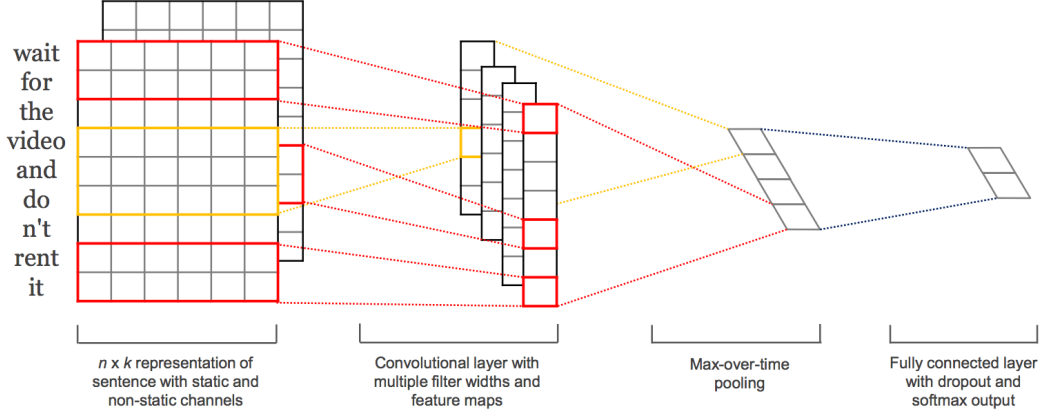 wait
for
the
video
and
do
n't
rent
it
n x k representation of
sentence with static and
non-static channels
Convolutional layer with
multiple filter widths and
feature maps
Max-over-time
pooling
Fully connected layer
with dropout and
softmax output